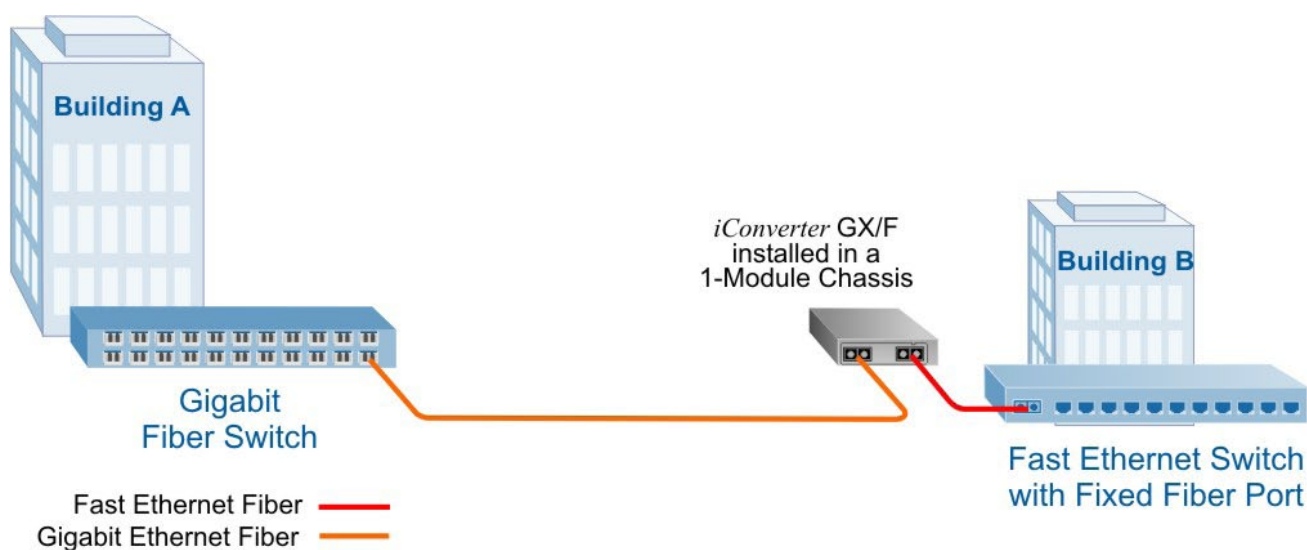 Building A
iConverter GX/F
installed in a
1-Module Chassis
Building B
Gigabit
Fiber Switch
Fast Ethernet Switch
with Fixed Fiber Port
Fast Ethernet Fiber
Gigabit Ethernet Fiber